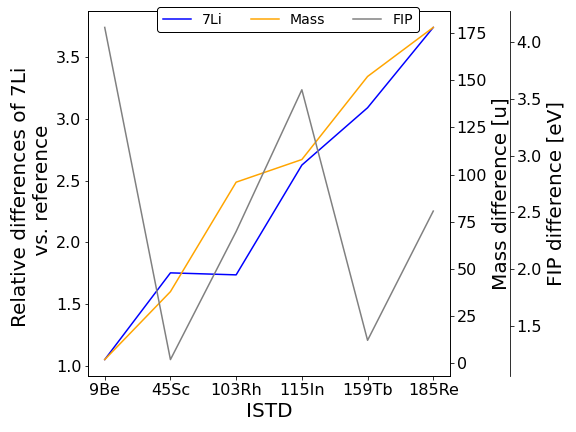 7Li Mass FIP
Relative differences of 7Li
vs. reference
3.5
3.0
2.5
2.0
1.5
1.0
9Be 45Sc 103Rh 115In 159Tb 185Re
ISTD
175
150
125
100
75
50
25
0
Mass difference [u]
4.0
3.5
3.0
2.5
2.0
1.5
FIP difference [eV]